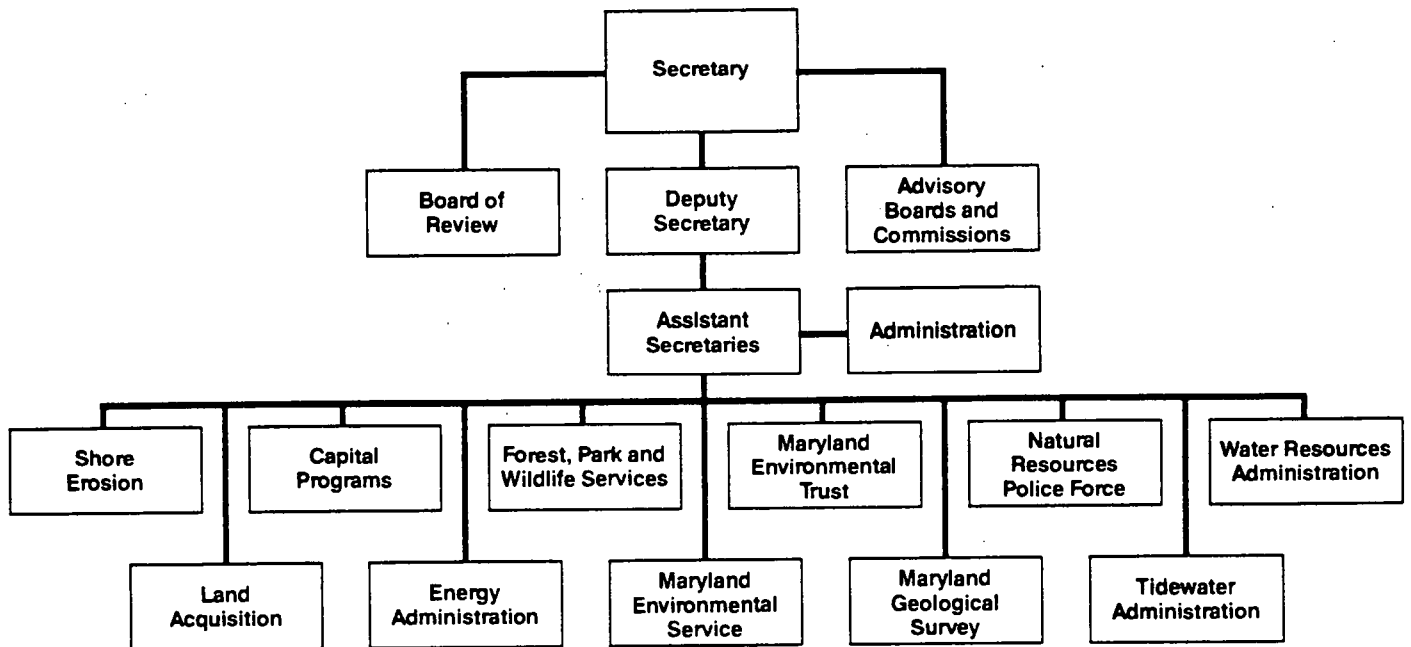 Secretary
Board of
Review
Deputy
Secretary
Advisory
Boards and
Commissions
Assistant
Secretaries
Administration
Shore
Erosion
Capital
Programs
Forest, Park and
Wildlife Services
Maryland
Environmental
Trust
Natural
Resources
Police Force
Water Resources
Administration
Land
Acquisition
Energy
Administration
Maryland
Environmental
Service
Maryland
Geological
Survey
Tidewater
Administration